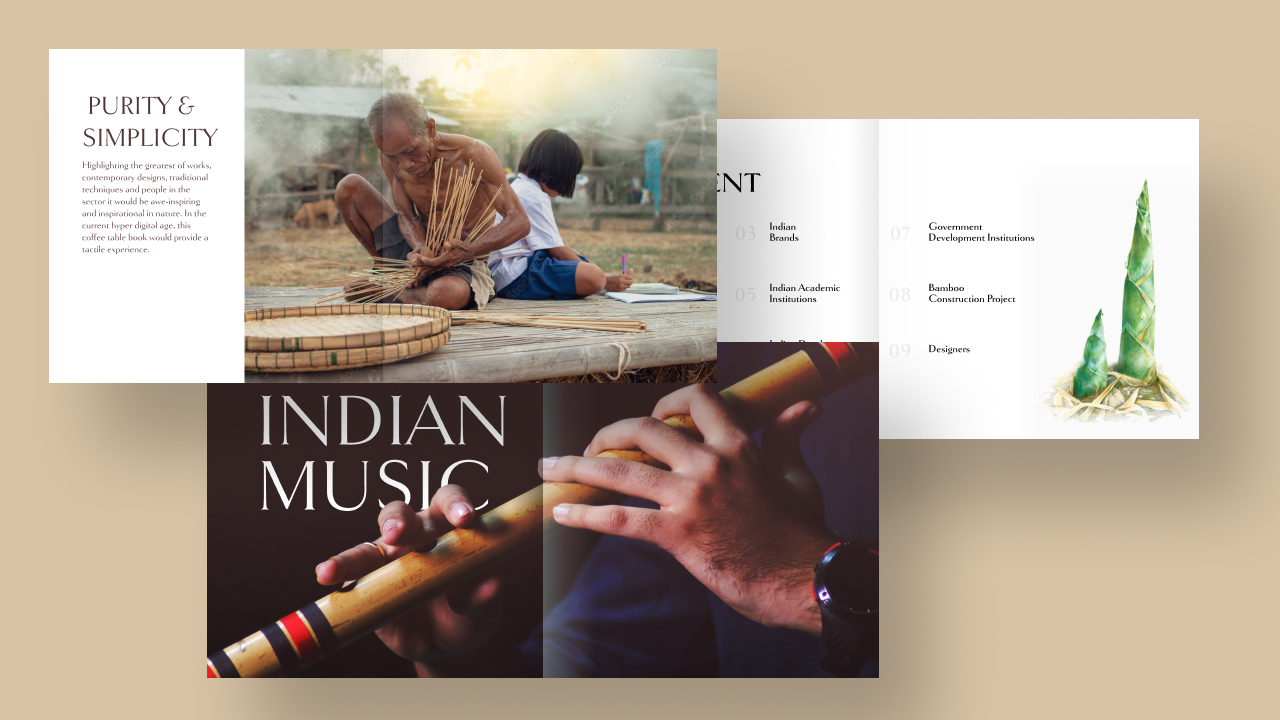 PURITY &
SIMPLICITY
Highlighting the greatest of works,
contemporary designs, traditional
techniques and people in the
sector it would be awe-inspiring
and inspirational in nature. In the
current hyper digital age, this
coffee table book would provide a
tactile experience.
ENT
03 Indian
Brands
05 Indian Academic
Institutions
07 Government
Development Institutions
08 Bamboo
Construction Project
09 Designers
INDIAN
MUSIC